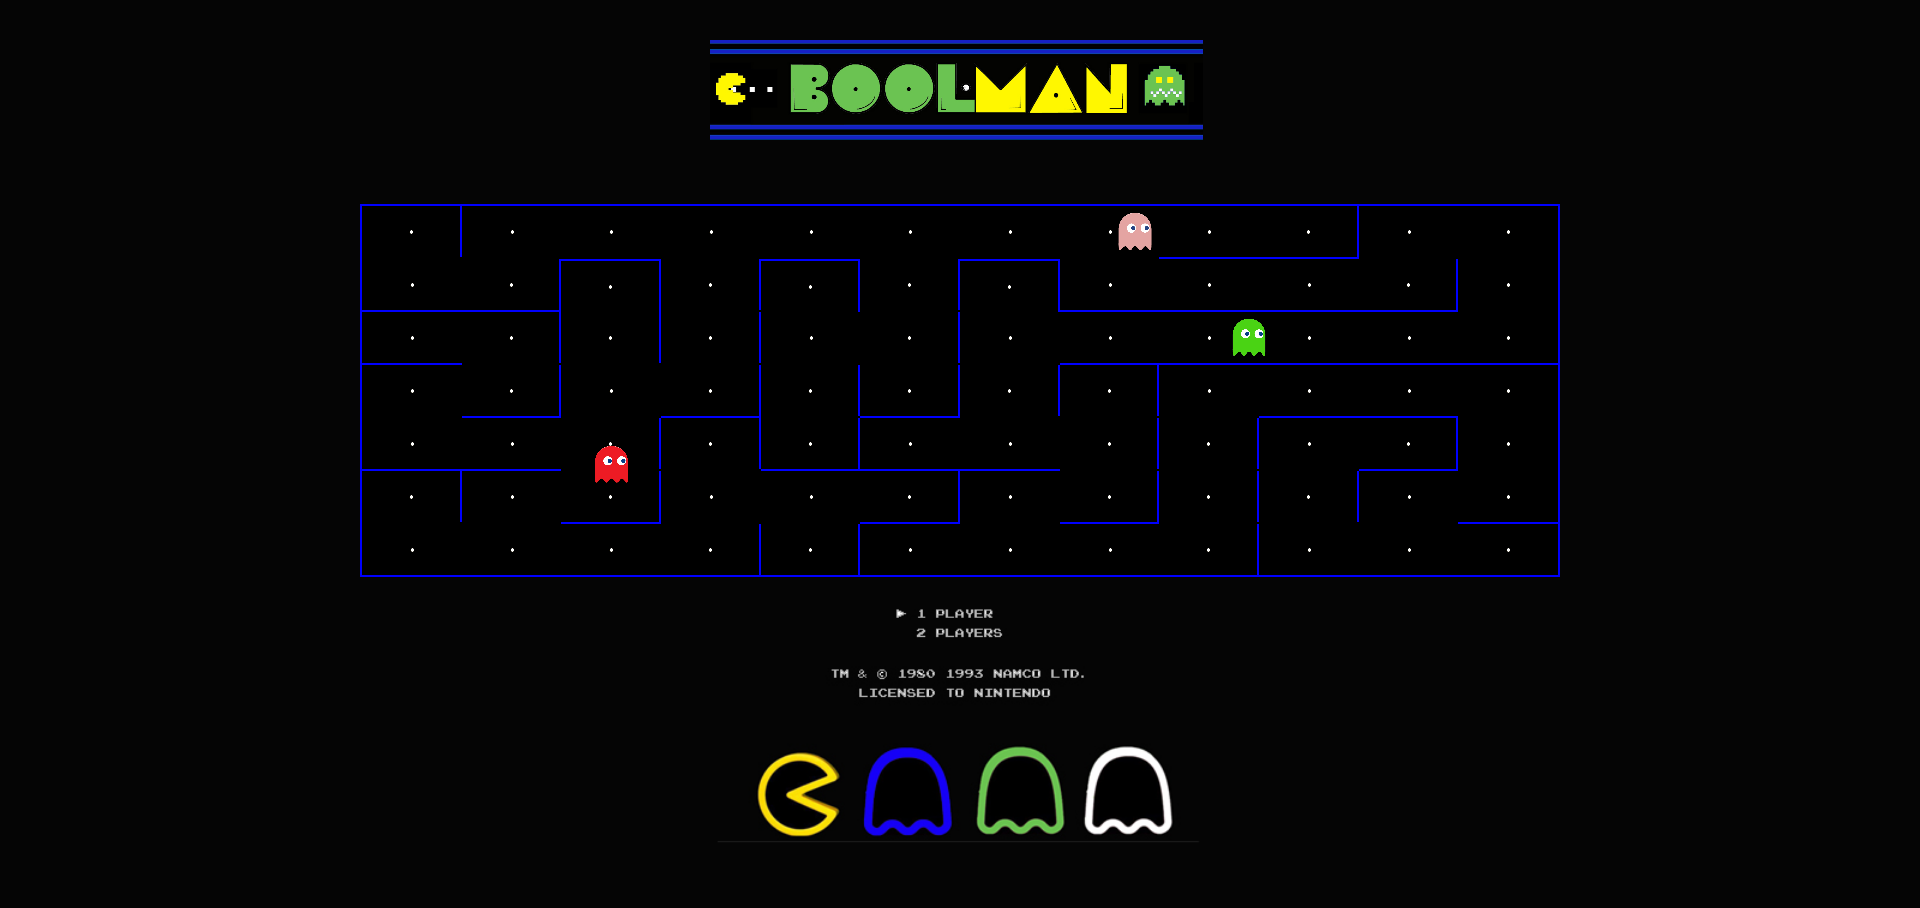 BOOLMAN
1 PLAYER
2 PLAYERS
TM & © 1980 1993 NAMCO LTD.
LICENSED TO NINTENDO